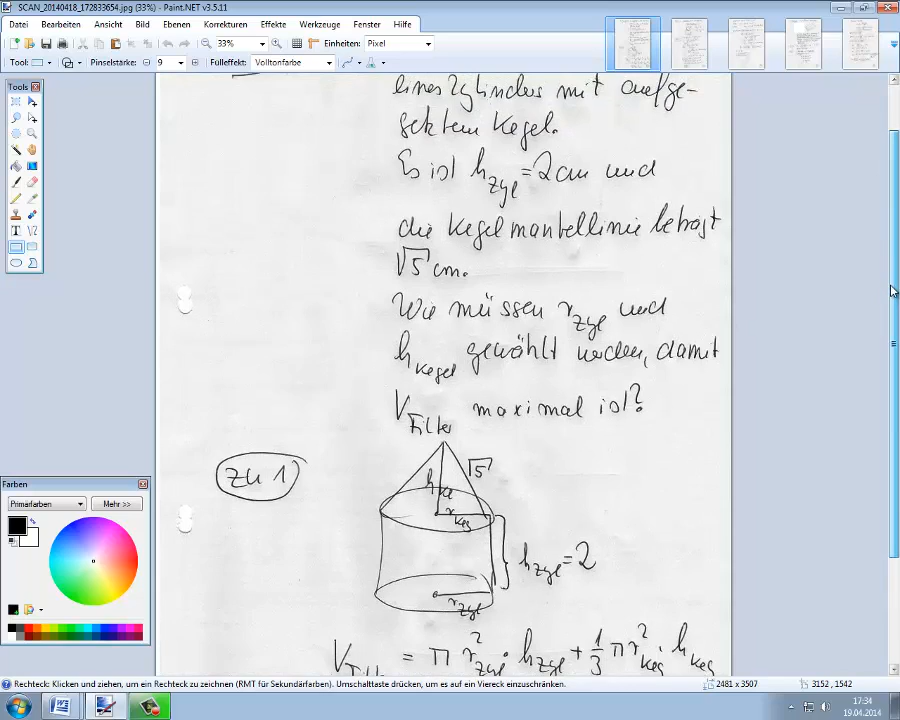 SCAN_20140418_172833654.jpg (33%) - Paint.NET v3.5.11
Datei Bearbeiten Ansicht Bild Ebenen Korrekturen Effekte Werkzeuge Fenster Hilfe
33% Einheiten: Pixel
Tool: Pinselstärke: 9 Fülleffekt: Volltonfarbe
Tools
eines Zylinders mit aufge-
setztem Kegel.
Es ist h_zyl = 2cm und
die Kegelmantellinie beträgt
√5 cm.
Wie müssen r_zyl und
h_Kegel gewählt werden, damit
V_Filter maximal ist?
zu 1)
√5
h_Ke
r_Keg
h_zyl = 2
r_zyl
V_Filt = π r²_zyl · h_zyl + 1/3 π r²_Keg · h_Keg
Farben
Primärfarben Mehr >>
Rechteck: Klicken und ziehen, um ein Rechteck zu zeichnen (RMT für Sekundärfarben). Umschalttaste drücken, um es auf ein Viereck einzuschränken.
2481 x 3507
3152 , 1542
17:34
19.04.2014